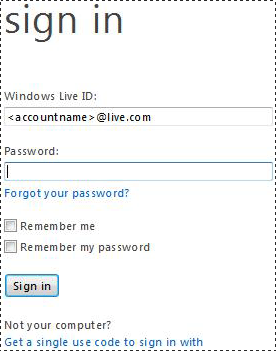 sign in
Windows Live ID:
<accountname>@live.com
Password:
Forgot your password?
Remember me
Remember my password
Sign in
Not your computer?
Get a single use code to sign in with